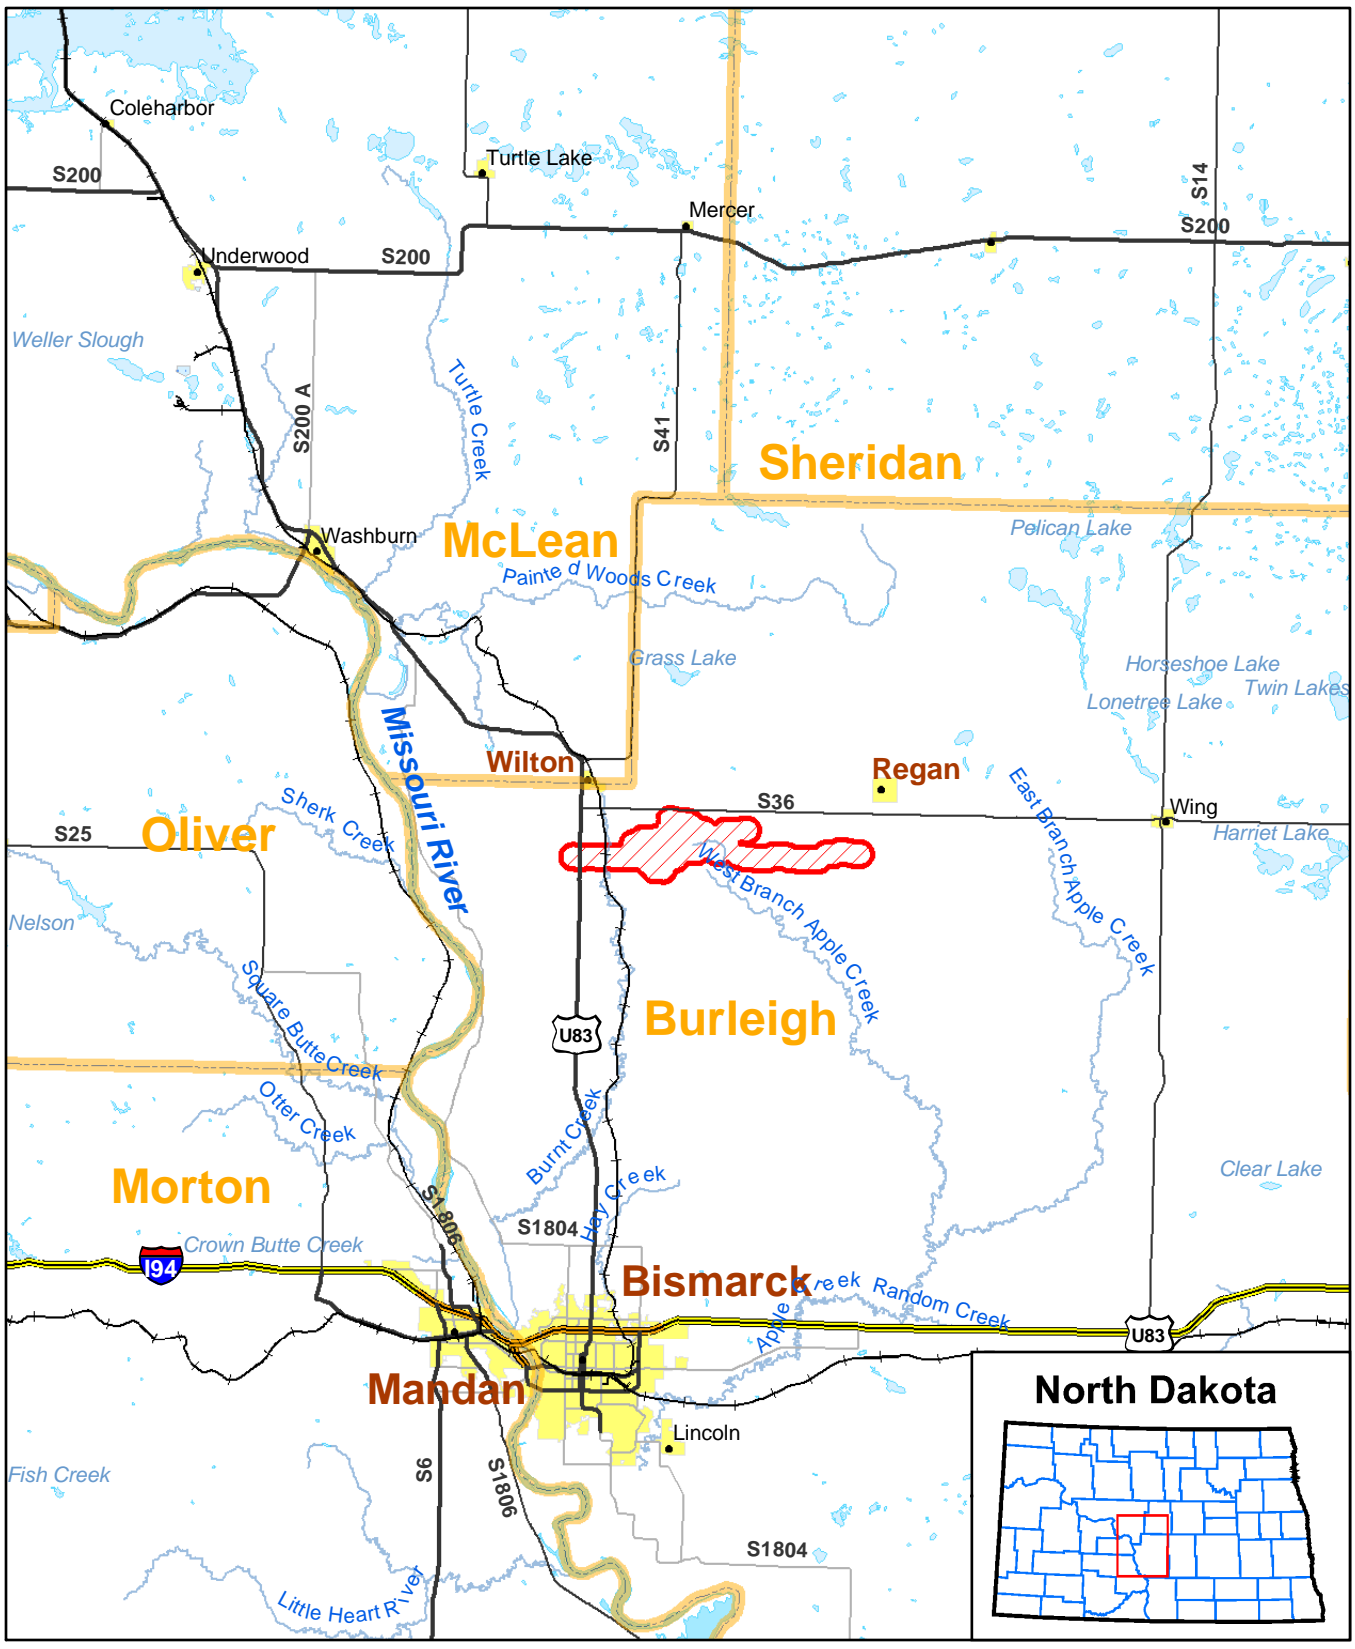 Coleharbor
Turtle Lake
S200
S14
Mercer
S200
Underwood
S200
Weller Slough
Turtle Creek
S200 A
S41
Sheridan
Pelican Lake
Washburn
McLean
Painted Woods Creek
Grass Lake
Horseshoe Lake
Twin Lakes
Lonetree Lake
Missouri River
Wilton
Regan
East Branch Apple Creek
Sherk Creek
S36
Wing
S25
Oliver
Harriet Lake
West Branch Apple Creek
Nelson
Square Butte Creek
Burleigh
U83
Otter Creek
Burnt Creek
Morton
Hay Creek
Clear Lake
S1806
S1804
Crown Butte Creek
I94
Bismarck
Apple Creek
Random Creek
U83
Mandan
North Dakota
Lincoln
Fish Creek
S6
S1806
S1804
Little Heart River